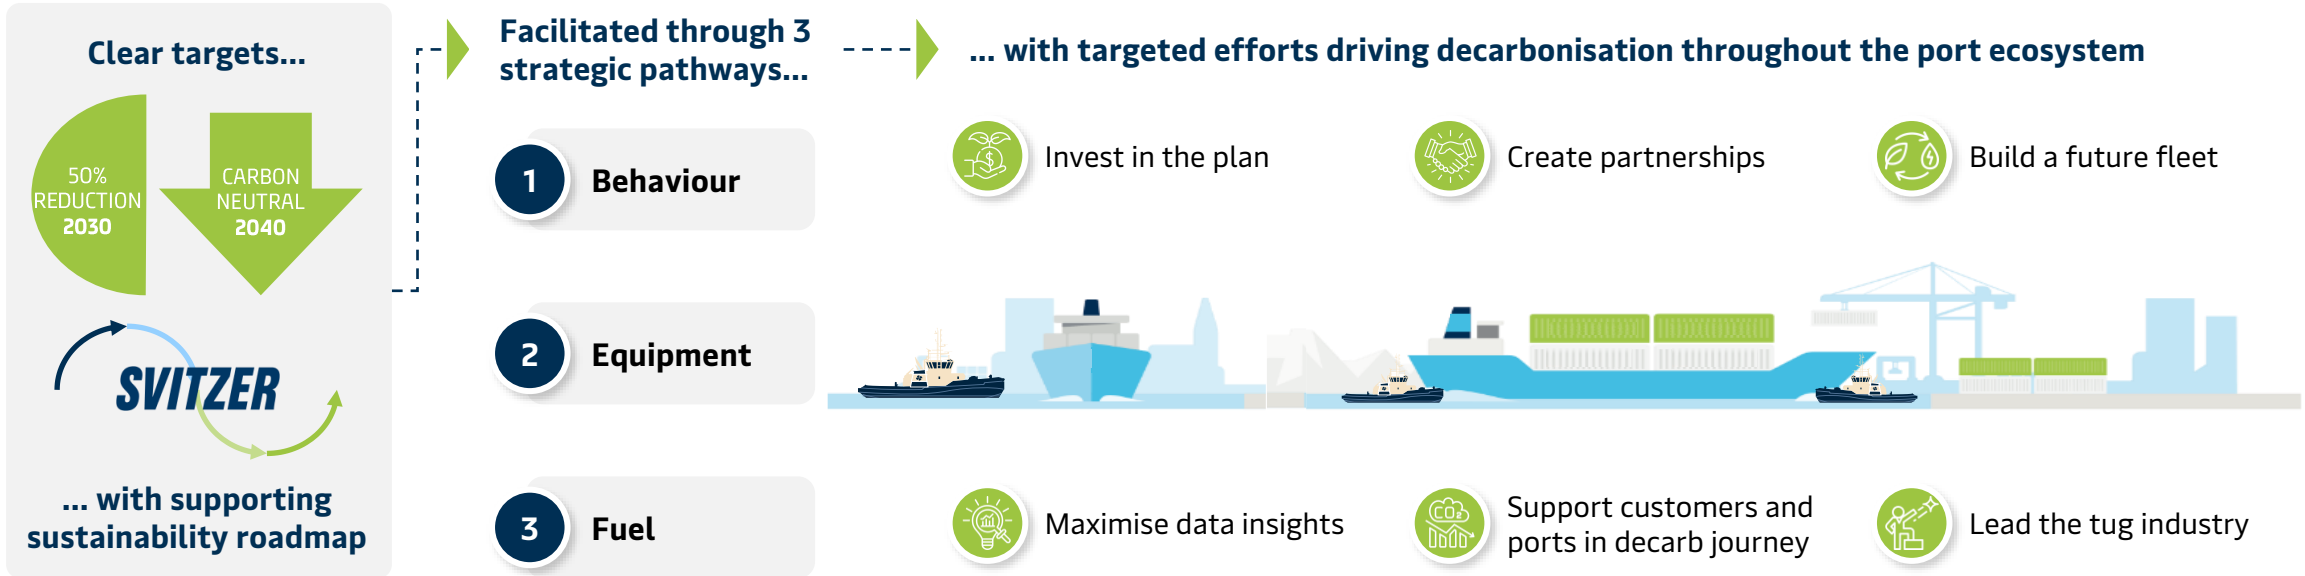 Clear targets...
50%
REDUCTION
2030
CARBON
NEUTRAL
2040
SVITZER
... with supporting
sustainability roadmap
Facilitated through 3
strategic pathways...
1 Behaviour
2 Equipment
3 Fuel
... with targeted efforts driving decarbonisation throughout the port ecosystem
Invest in the plan
Create partnerships
Build a future fleet
Maximise data insights
CO2
Support customers and
ports in decarb journey
Lead the tug industry